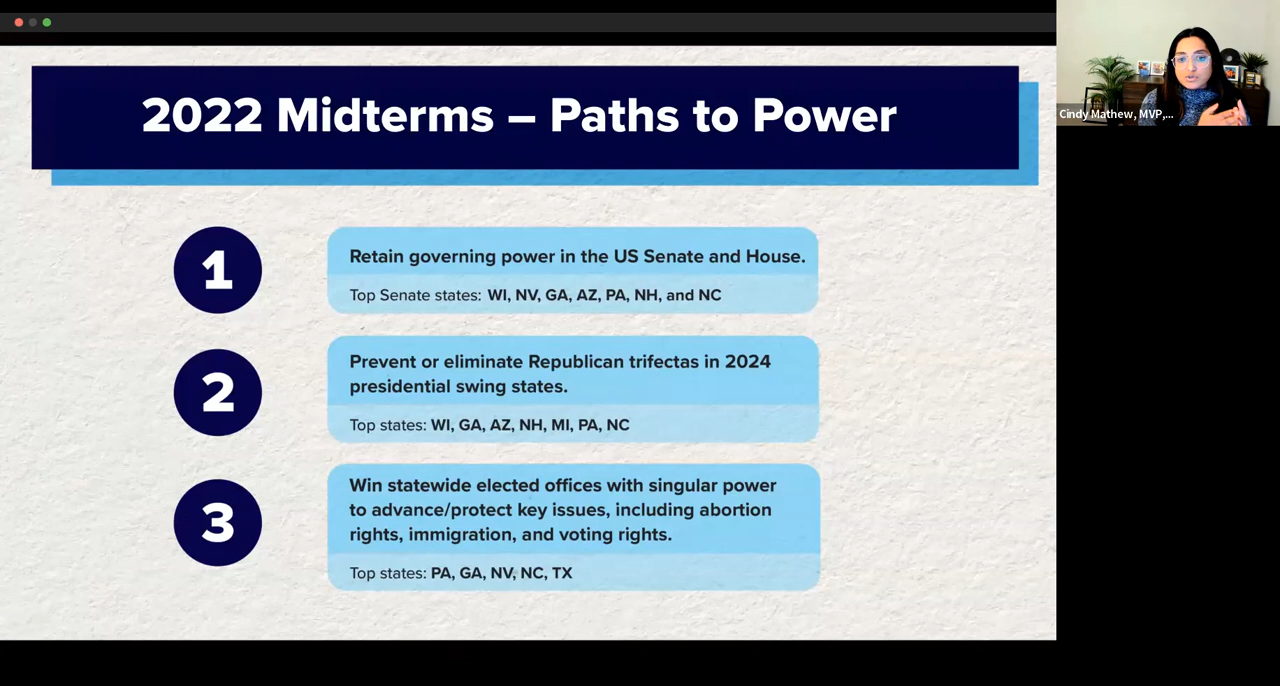 2022 Midterms – Paths to Power
Cindy Mathew, MVP,...
1
Retain governing power in the US Senate and House.
Top Senate states: WI, NV, GA, AZ, PA, NH, and NC
2
Prevent or eliminate Republican trifectas in 2024
presidential swing states.
Top states: WI, GA, AZ, NH, MI, PA, NC
3
Win statewide elected offices with singular power
to advance/protect key issues, including abortion
rights, immigration, and voting rights.
Top states: PA, GA, NV, NC, TX